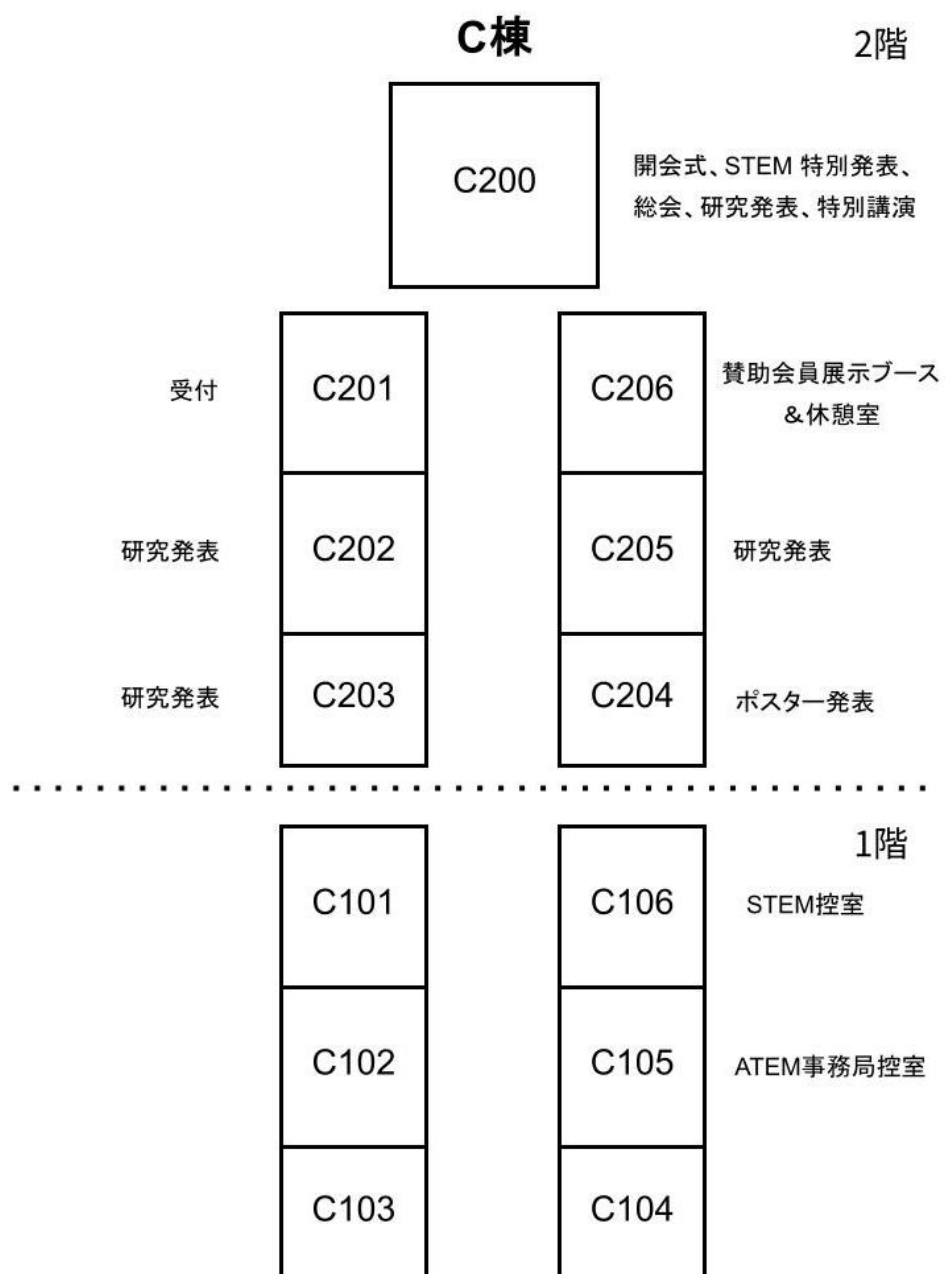 C棟
2階
C200
開会式、STEM 特別発表、
総会、研究発表、特別講演
受付
C201
C206
賛助会員展示ブース
&休憩室
研究発表
C202
C205
研究発表
研究発表
C203
C204
ポスター発表
1階
C101
C106
STEM控室
C102
C105
ATEM事務局控室
C103
C104